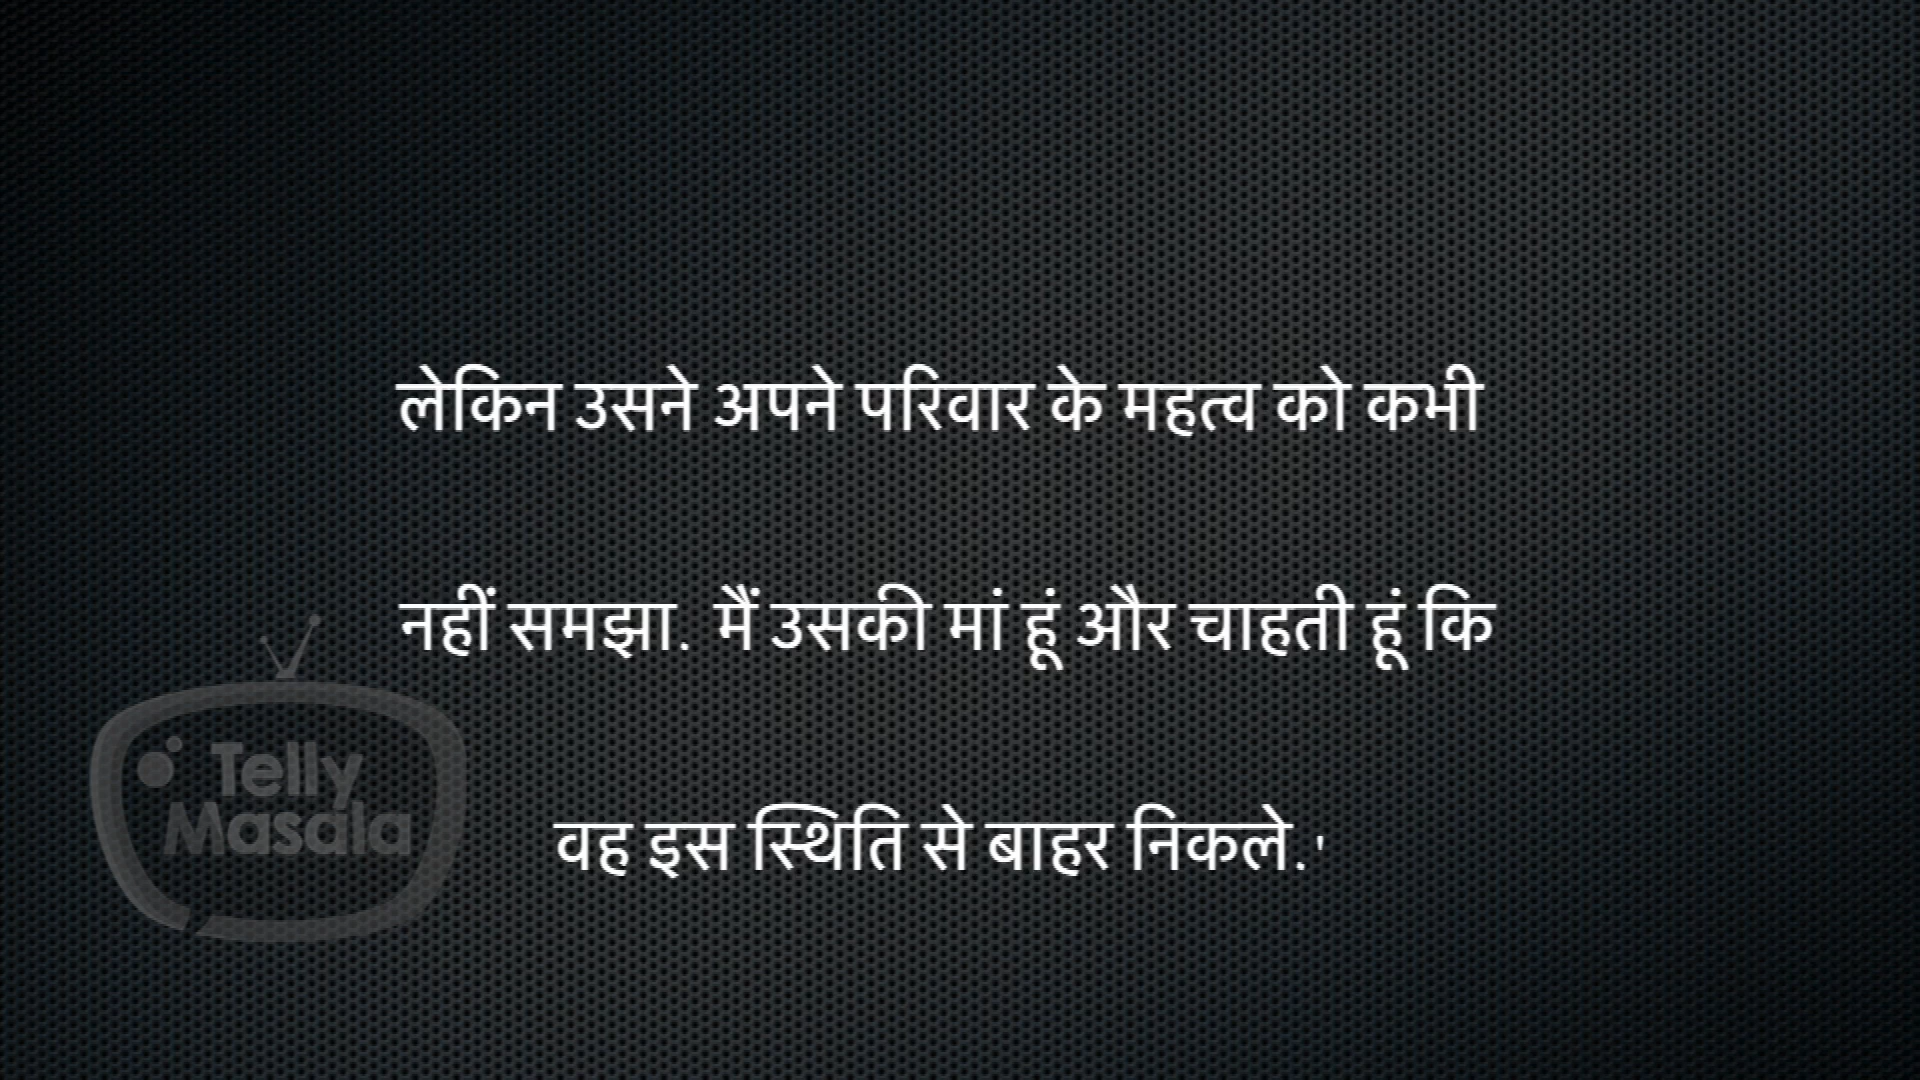 लेकिन उसने अपने परिवार के महत्व को कभी
नहीं समझा. मैं उसकी मां हूं और चाहती हूं कि
वह इस स्थिति से बाहर निकले.'
Telly
Masala